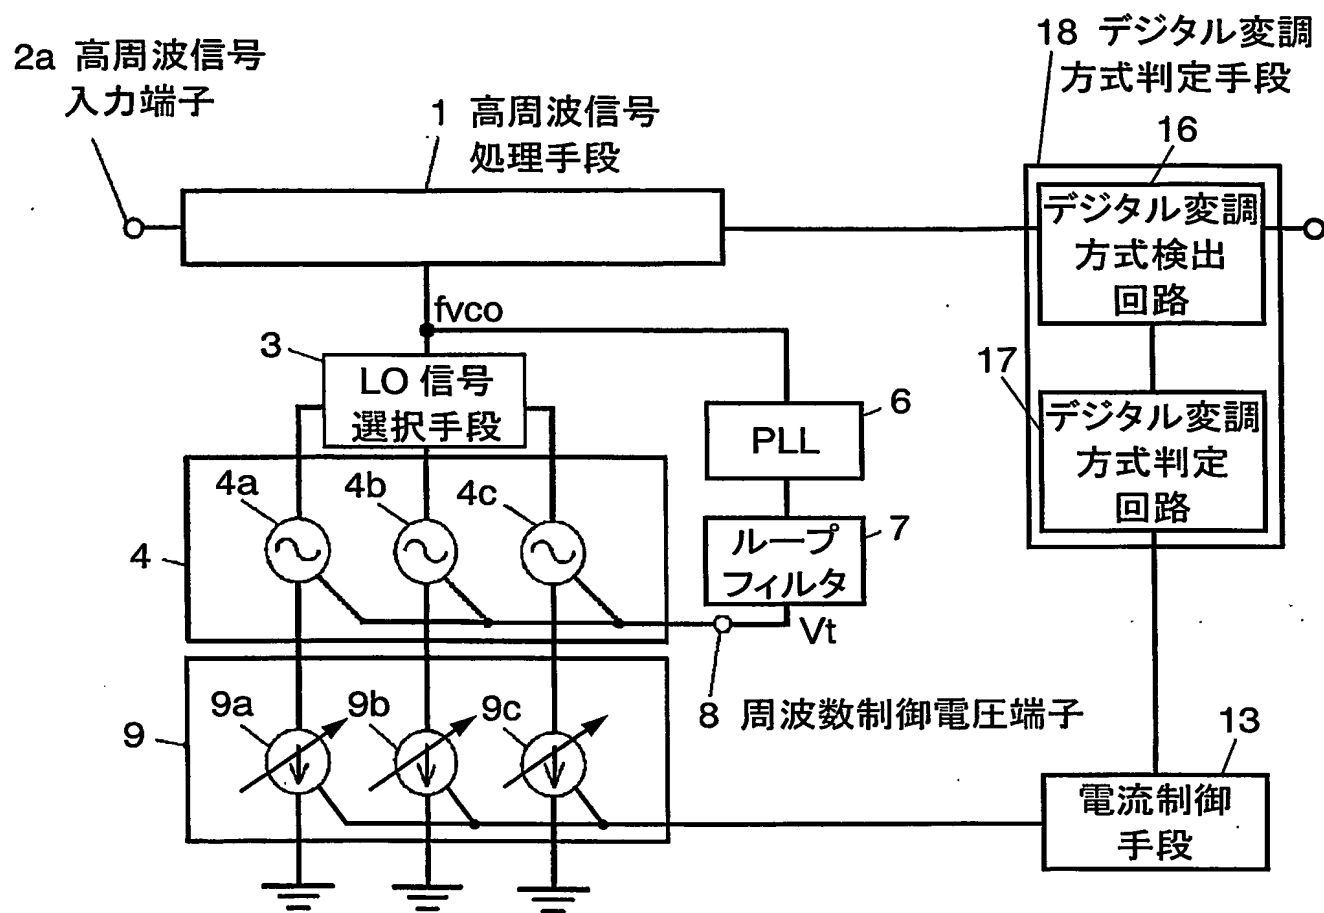 2a 高周波信号
入力端子
1 高周波信号
処理手段
18 デジタル変調
方式判定手段
16
デジタル変調
方式検出
回路
fvco
3
LO 信号
選択手段
17
デジタル変調
方式判定
回路
6
PLL
4a
4b
4c
4
7
ループ
フィルタ
Vt
8 周波数制御電圧端子
9a
9b
9c
9
13
電流制御
手段